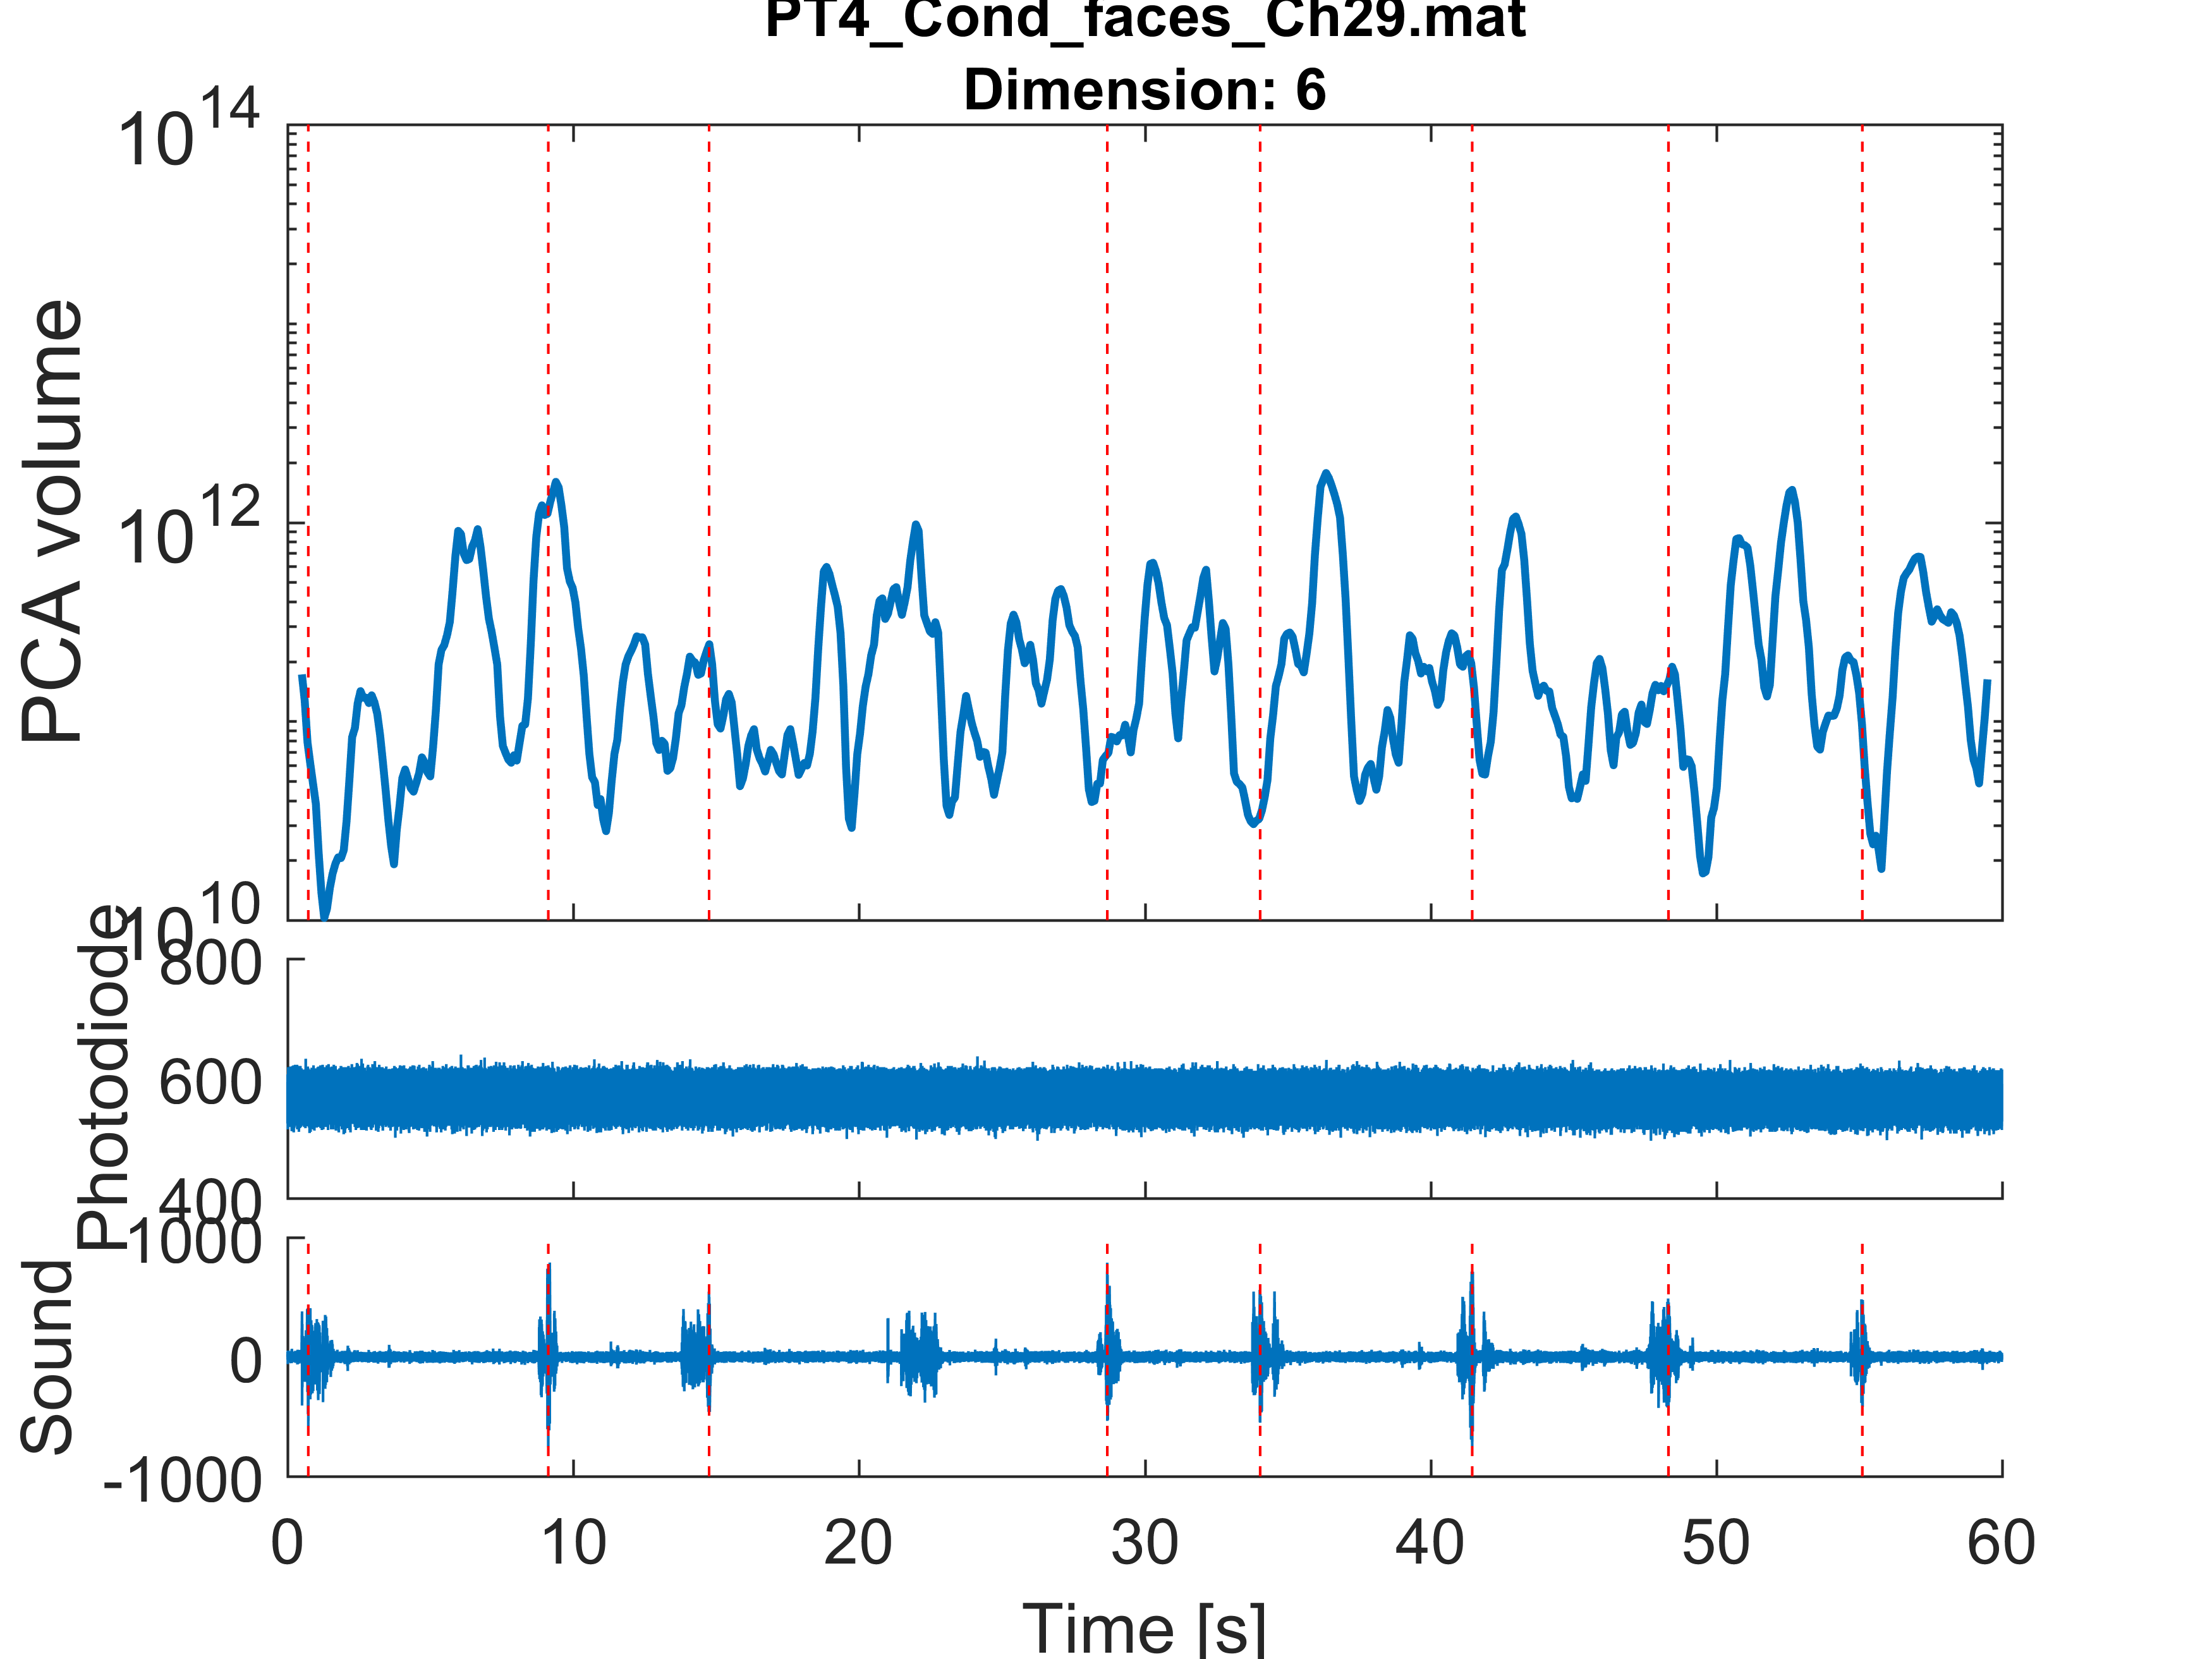 PT4_Cond_faces_Ch29.mat
Dimension: 6
PCA volume
10^14
10^12
10^10
Photodiode
800
600
400
Sound
1000
0
-1000
0 10 20 30 40 50 60
Time [s]